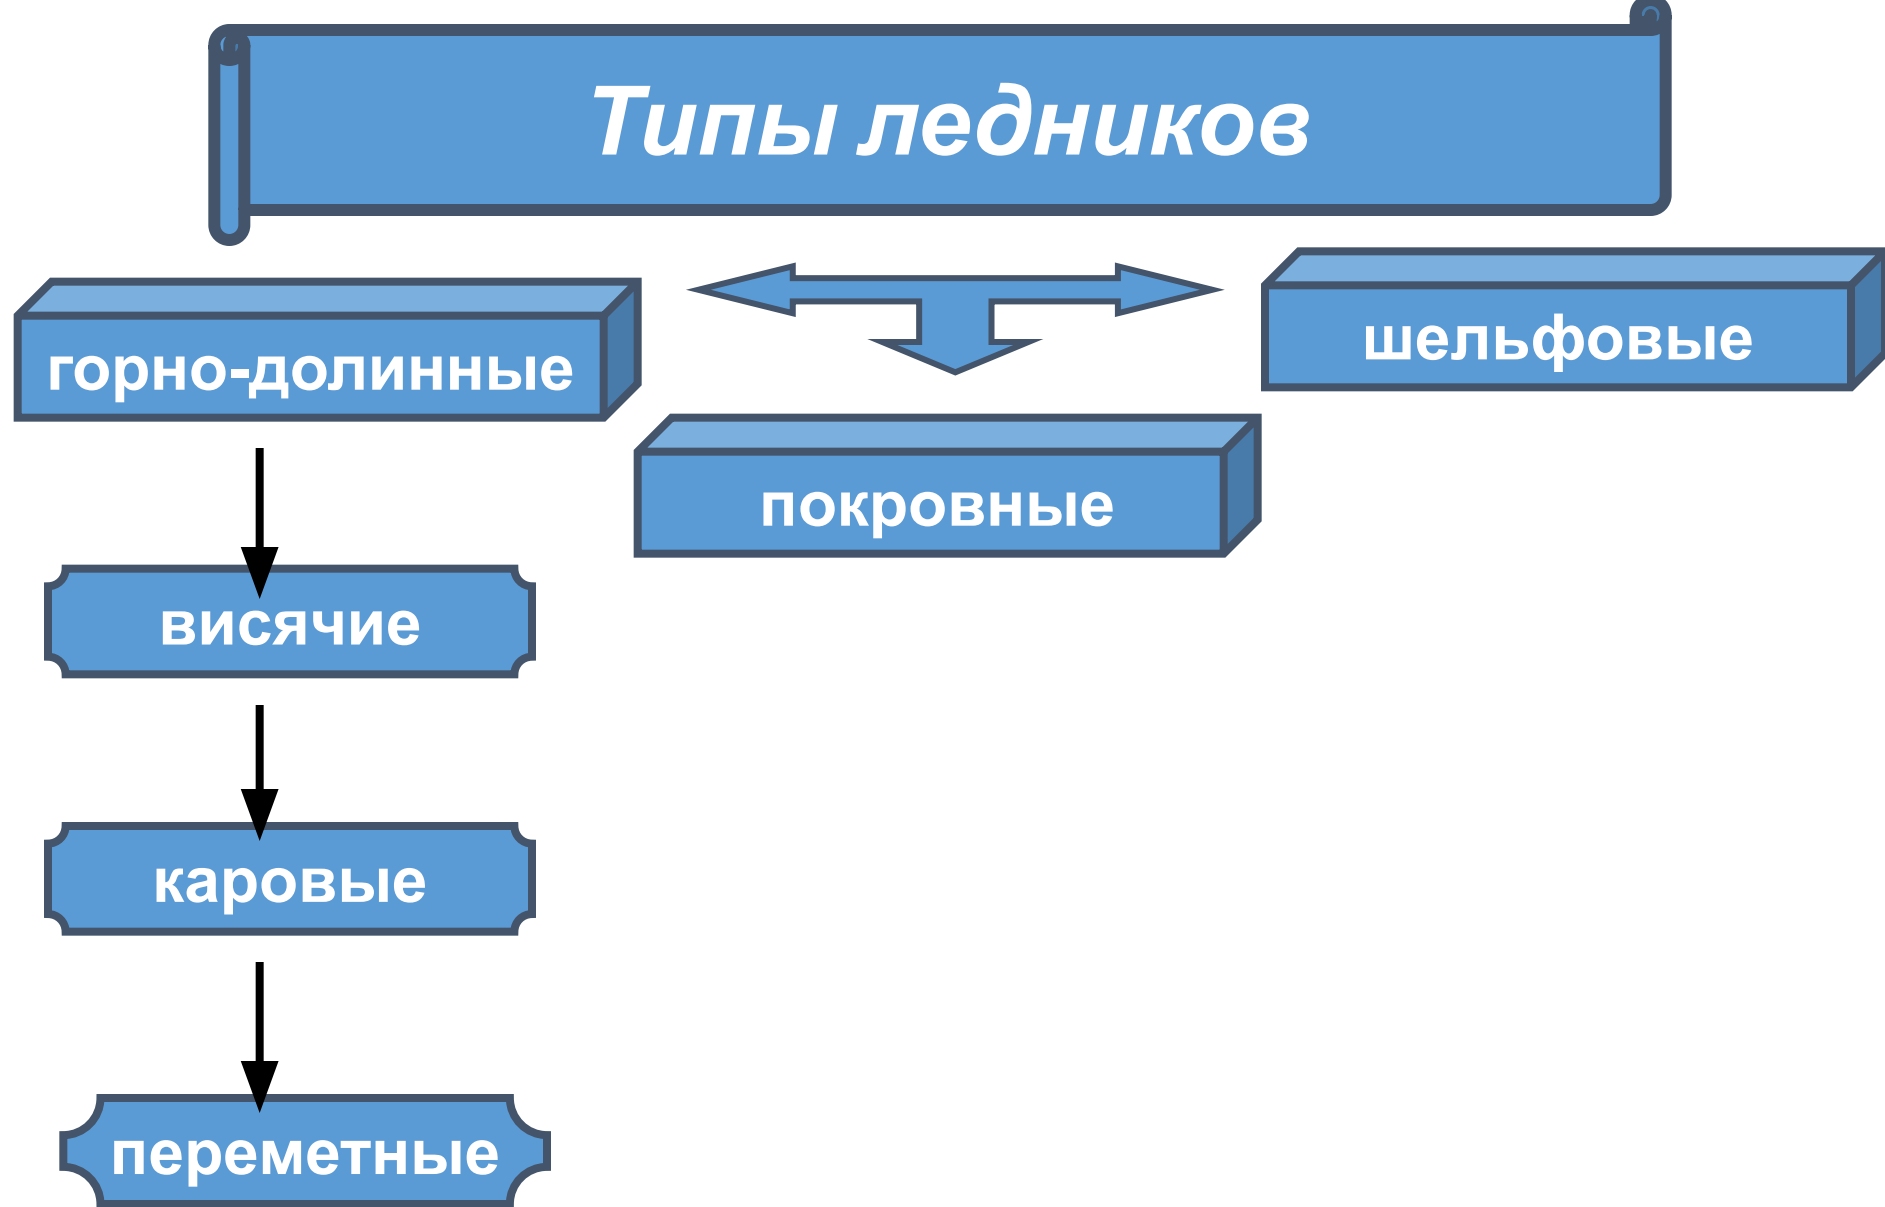 Типы ледников
горно-долинные
шельфовые
покровные
висячие
каровые
переметные